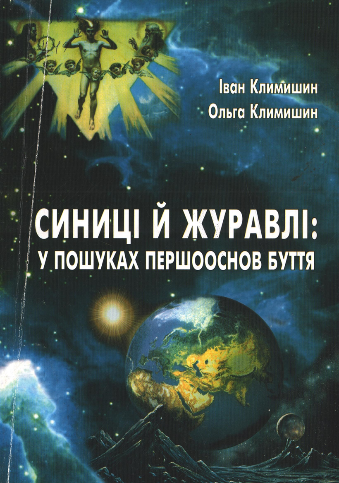 Іван Климишин
Ольга Климишин
СИНИЦІ Й ЖУРАВЛІ:
У ПОШУКАХ ПЕРШООСНОВ БУТТЯ